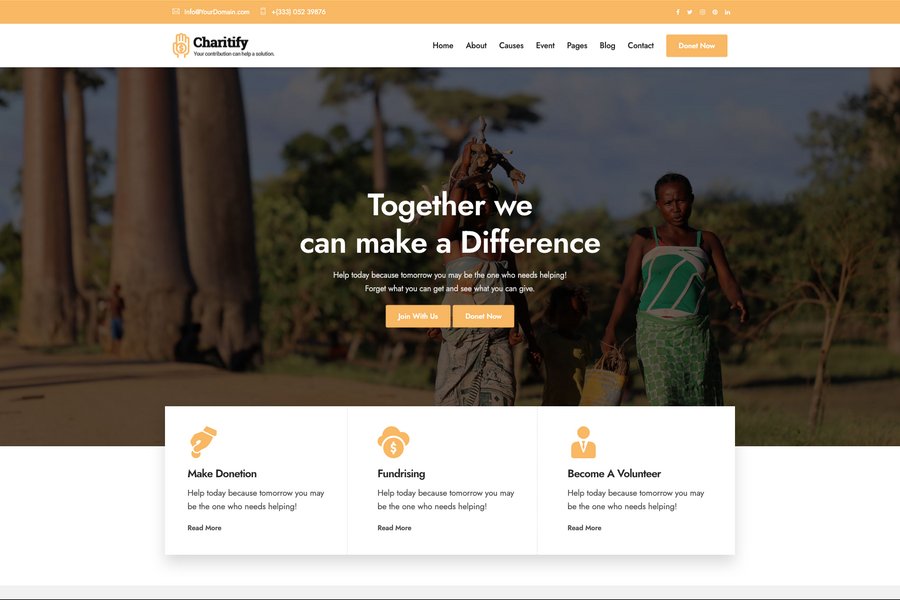 Info@YourDomain.com +(333) 052 39876
Charitify
Your contribution can help a solution.
Home About Causes Event Pages Blog Contact Donet Now
Together we
can make a Difference
Help today because tomorrow you may be the one who needs helping!
Forget what you can get and see what you can give.
Join With Us Donet Now
Make Donetion
Help today because tomorrow you may
be the one who needs helping!
Read More
Fundrising
Help today because tomorrow you may
be the one who needs helping!
Read More
Become A Volunteer
Help today because tomorrow you may
be the one who needs helping!
Read More